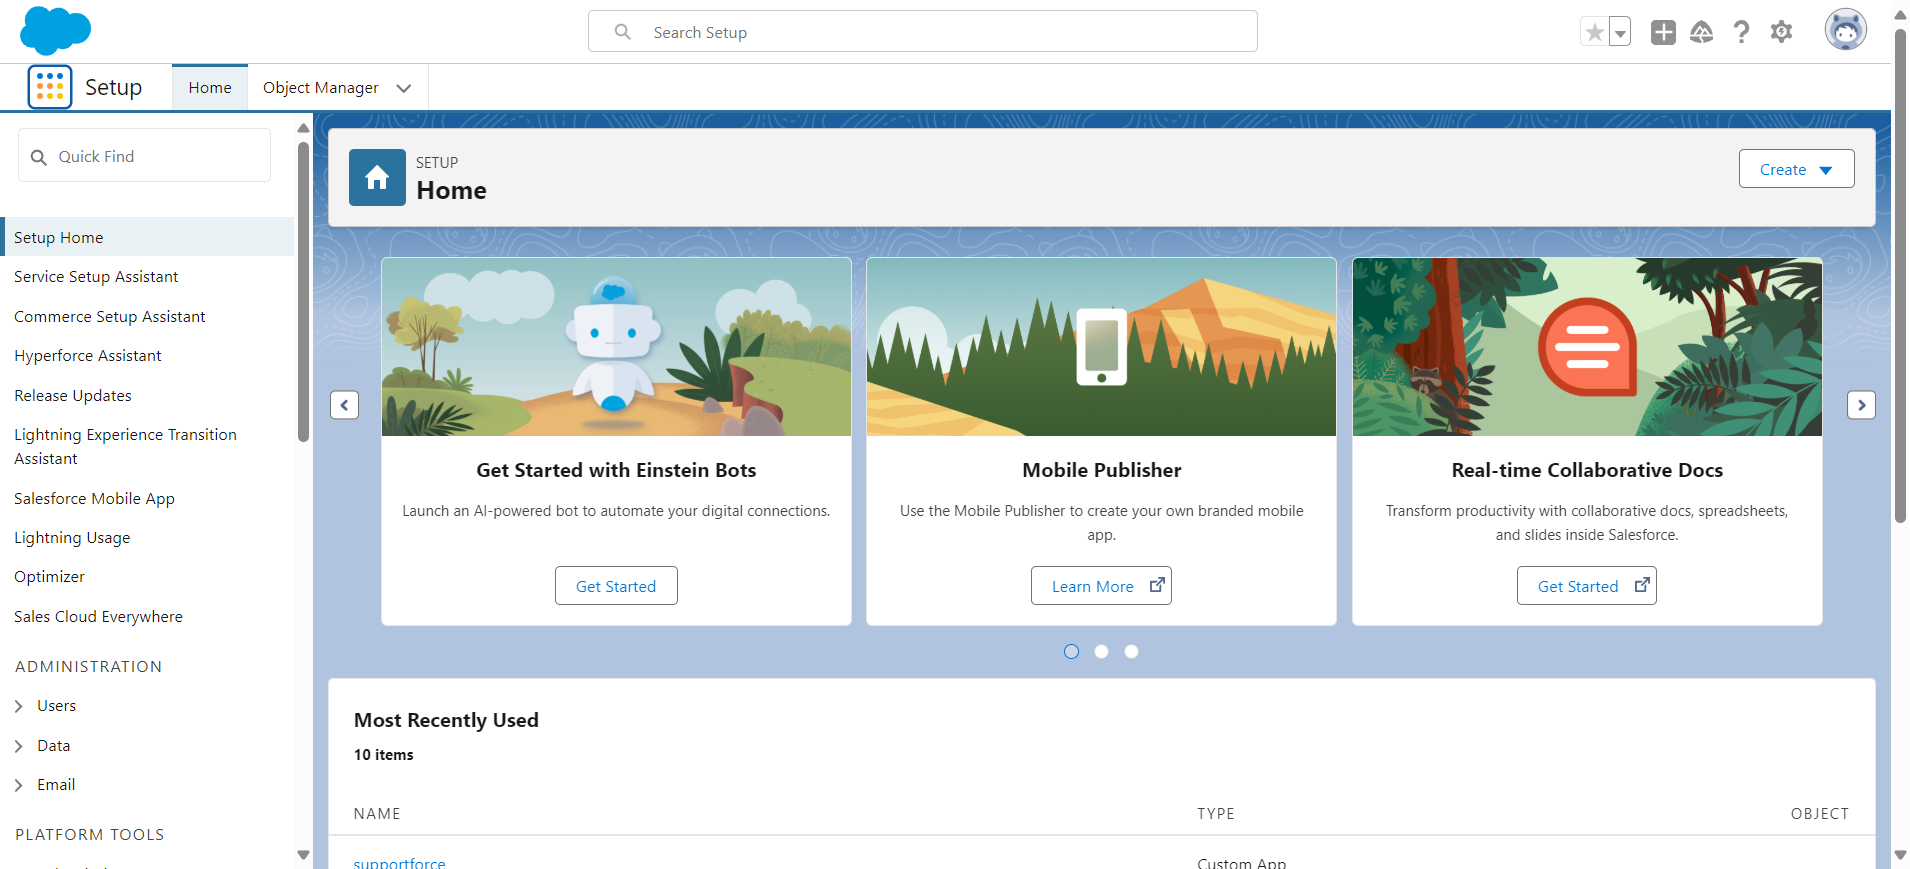 Search Setup
Setup
Home
Object Manager
Quick Find
Setup Home
Service Setup Assistant
Commerce Setup Assistant
Hyperforce Assistant
Release Updates
Lightning Experience Transition
Assistant
Salesforce Mobile App
Lightning Usage
Optimizer
Sales Cloud Everywhere
ADMINISTRATION
Users
Data
Email
PLATFORM TOOLS
SETUP
Home
Create
Get Started with Einstein Bots
Launch an AI-powered bot to automate your digital connections.
Get Started
Mobile Publisher
Use the Mobile Publisher to create your own branded mobile
app.
Learn More
Real-time Collaborative Docs
Transform productivity with collaborative docs, spreadsheets,
and slides inside Salesforce.
Get Started
Most Recently Used
10 items
NAME
TYPE
OBJECT
supportforce
Custom App